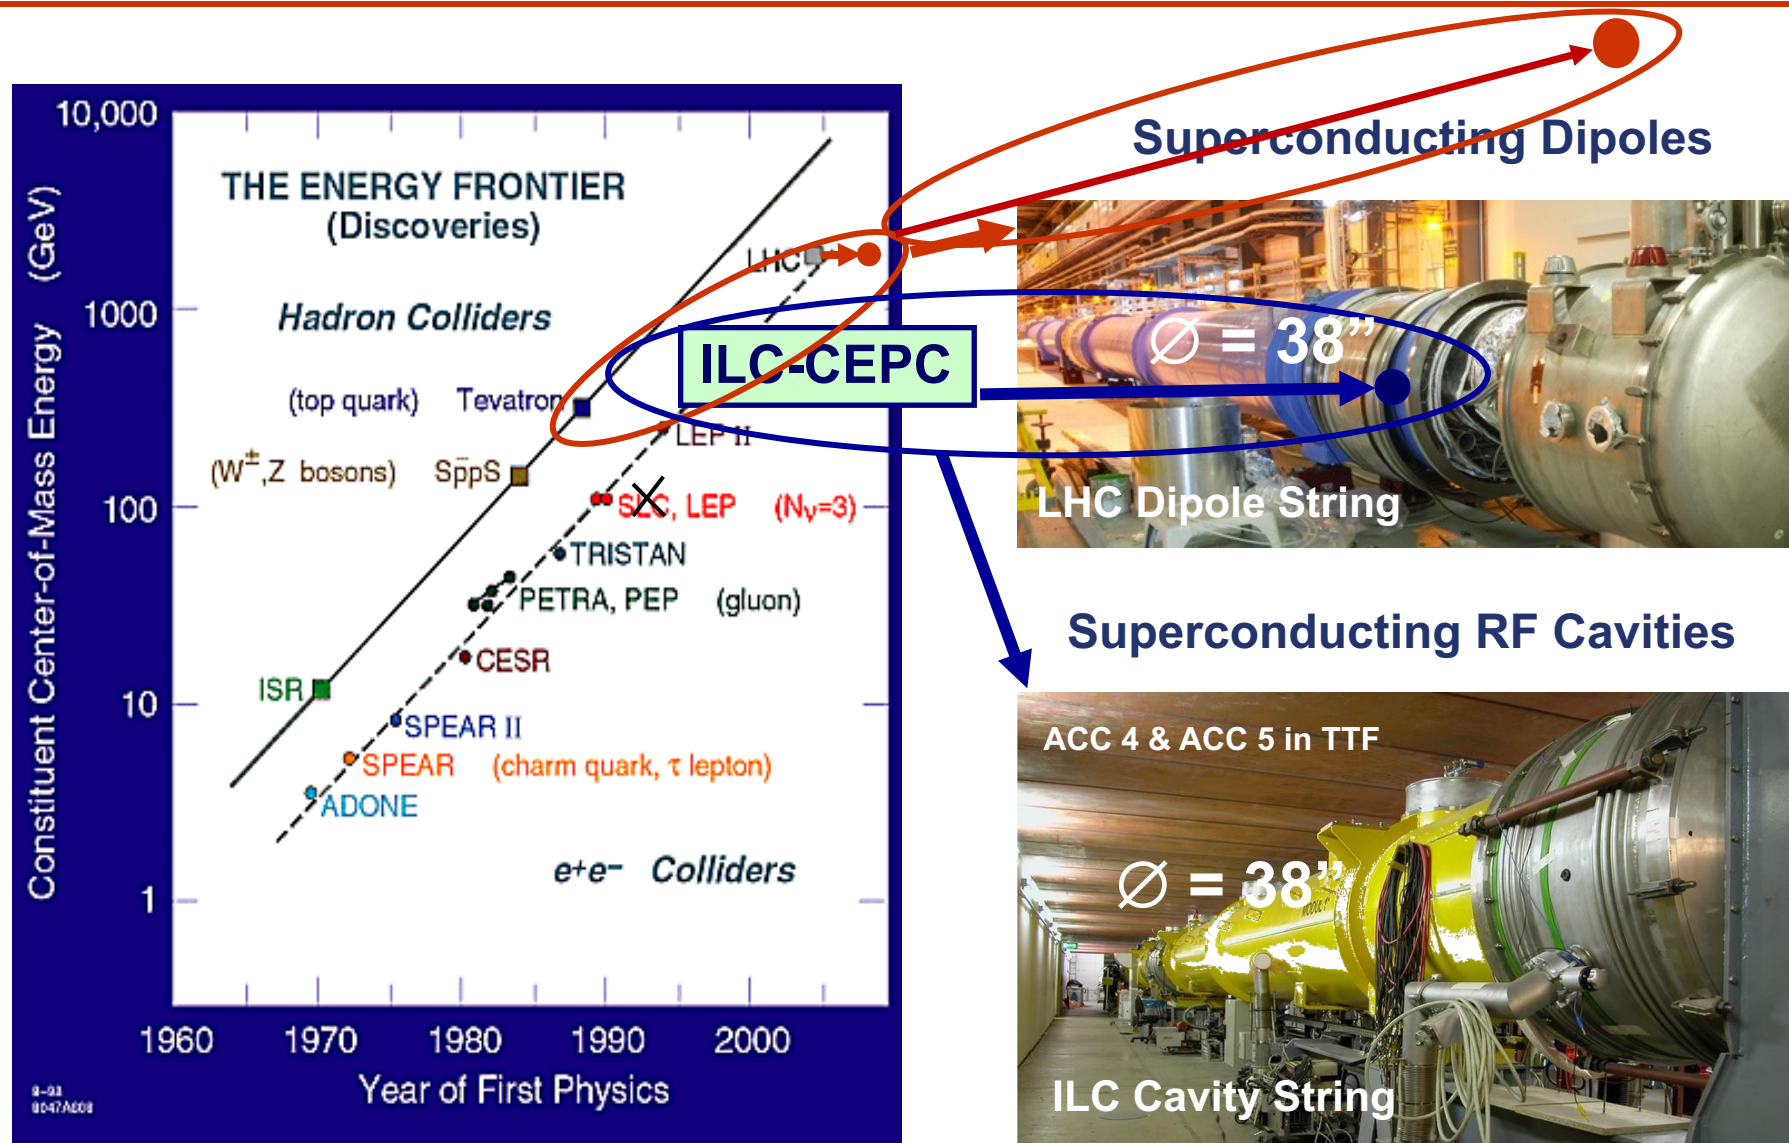 10,000
1000
100
10
1
Constituent Center-of-Mass Energy (GeV)
THE ENERGY FRONTIER
(Discoveries)
LHC
Hadron Colliders
(top quark) Tevatron
(W±,Z bosons) Sp̄pS
ISR
LEP II
SLC, LEP (Nν=3)
TRISTAN
PETRA, PEP (gluon)
CESR
SPEAR II
SPEAR (charm quark, τ lepton)
ADONE
e+e− Colliders
1960 1970 1980 1990 2000
Year of First Physics
8047A608
ILC-CEPC
Superconducting Dipoles
∅ = 38”
LHC Dipole String
Superconducting RF Cavities
ACC 4 & ACC 5 in TTF
∅ = 38”
ILC Cavity String